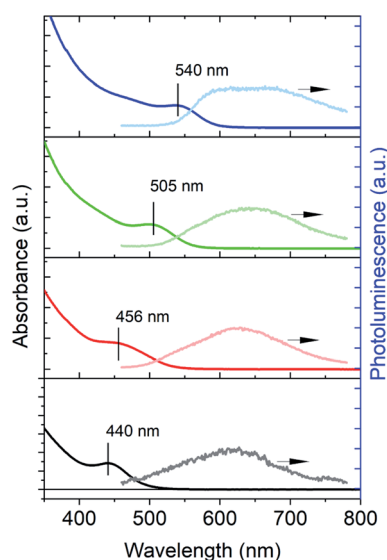 540 nm
505 nm
456 nm
440 nm
Absorbance (a.u.)
Photoluminescence (a.u.)
400 500 600 700 800
Wavelength (nm)